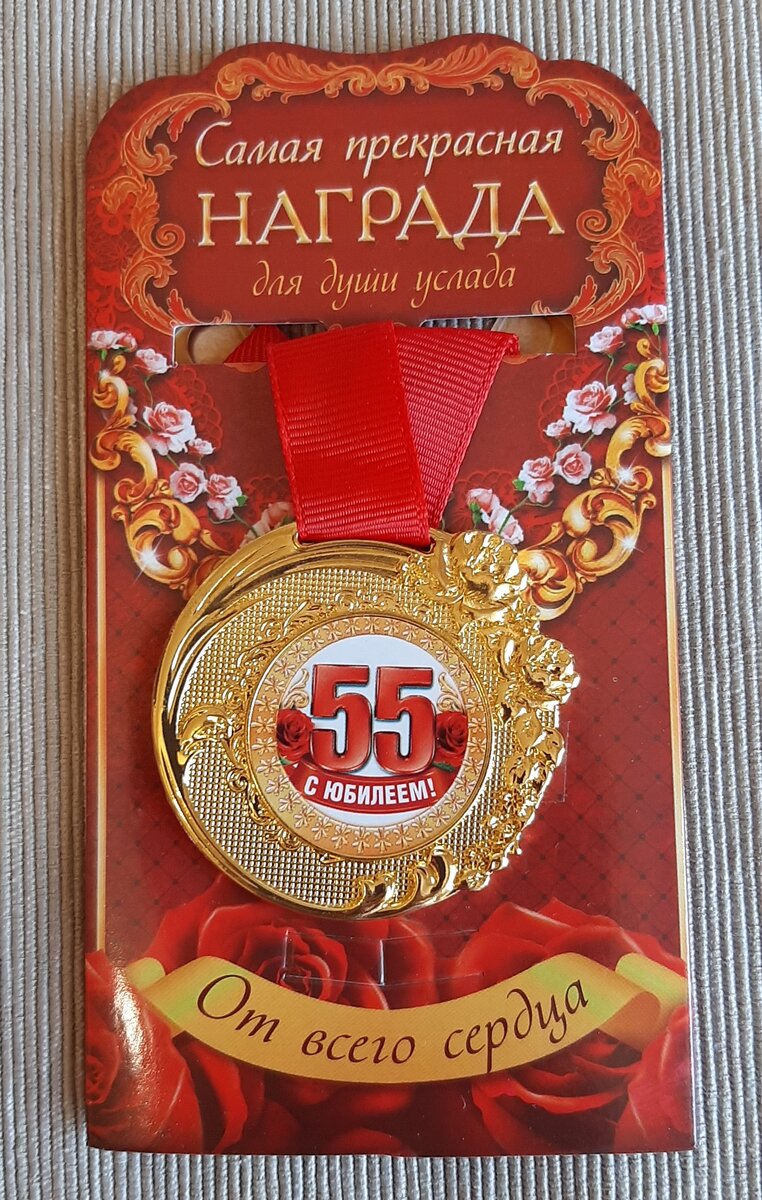 Самая прекрасная
НАГРАДА
для души услада
55
С ЮБИЛЕЕМ!
От всего сердца